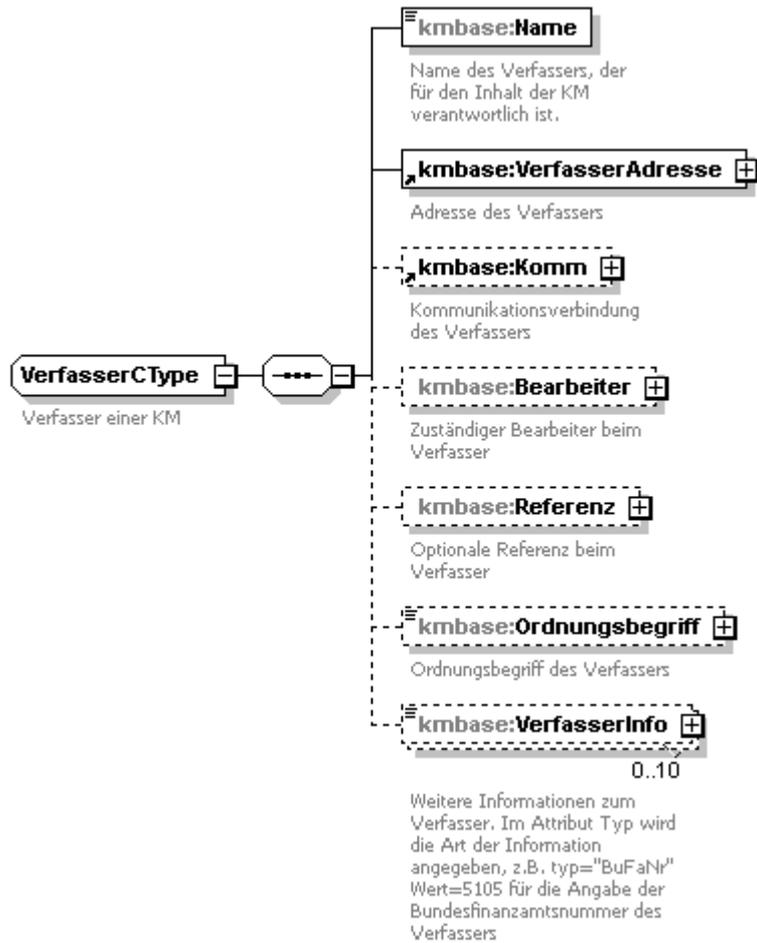 kmbase:Name
Name des Verfassers, der
für den Inhalt der KM
verantwortlich ist.
kmbase:VerfasserAdresse
Adresse des Verfassers
kmbase:Komm
Kommunikationsverbindung
des Verfassers
VerfasserCType
Verfasser einer KM
kmbase:Bearbeiter
Zuständiger Bearbeiter beim
Verfasser
kmbase:Referenz
Optionale Referenz beim
Verfasser
kmbase:Ordnungsbegriff
Ordnungsbegriff des Verfassers
kmbase:VerfasserInfo
0..10
Weitere Informationen zum
Verfasser. Im Attribut Typ wird
die Art der Information
angegeben, z.B. typ="BuFaNr"
Wert=5105 für die Angabe der
Bundesfinanzamtsnummer des
Verfassers